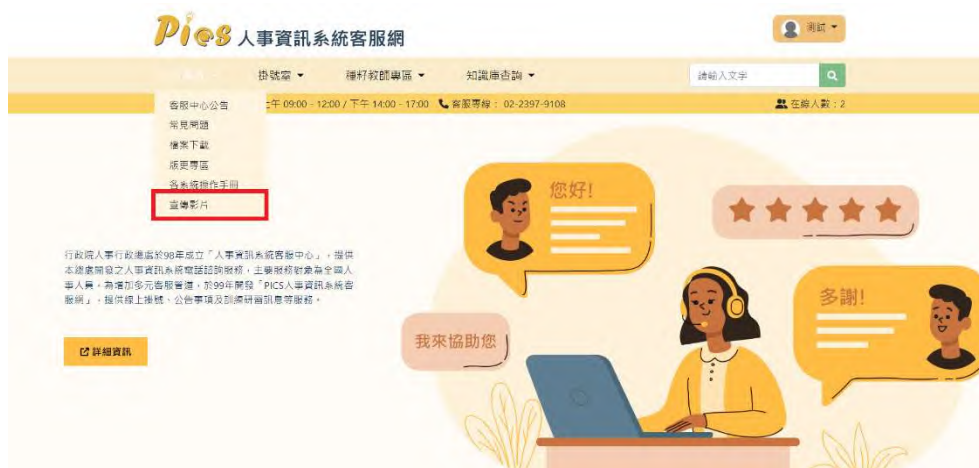 Pics 人事資訊系統客服網
測試
掛號室
種籽教師專區
知識庫查詢
請輸入文字
上午 09:00 - 12:00 / 下午 14:00 - 17:00 客服專線： 02-2397-9108
在線人數：2
客服中心公告
常見問題
檔案下載
版更專區
各系統操作手冊
宣傳影片
您好!
行政院人事行政總處於98年成立「人事資訊系統客服中心」，提供
本總處開發之人事資訊系統電話諮詢服務，主要服務對象為全國人
事人員。為增加多元客服管道，於99年開發「PICS人事資訊系統客
服網」，提供線上掛號、公告事項及訓練研習訊息等服務。
多謝!
我來協助您
詳細資訊